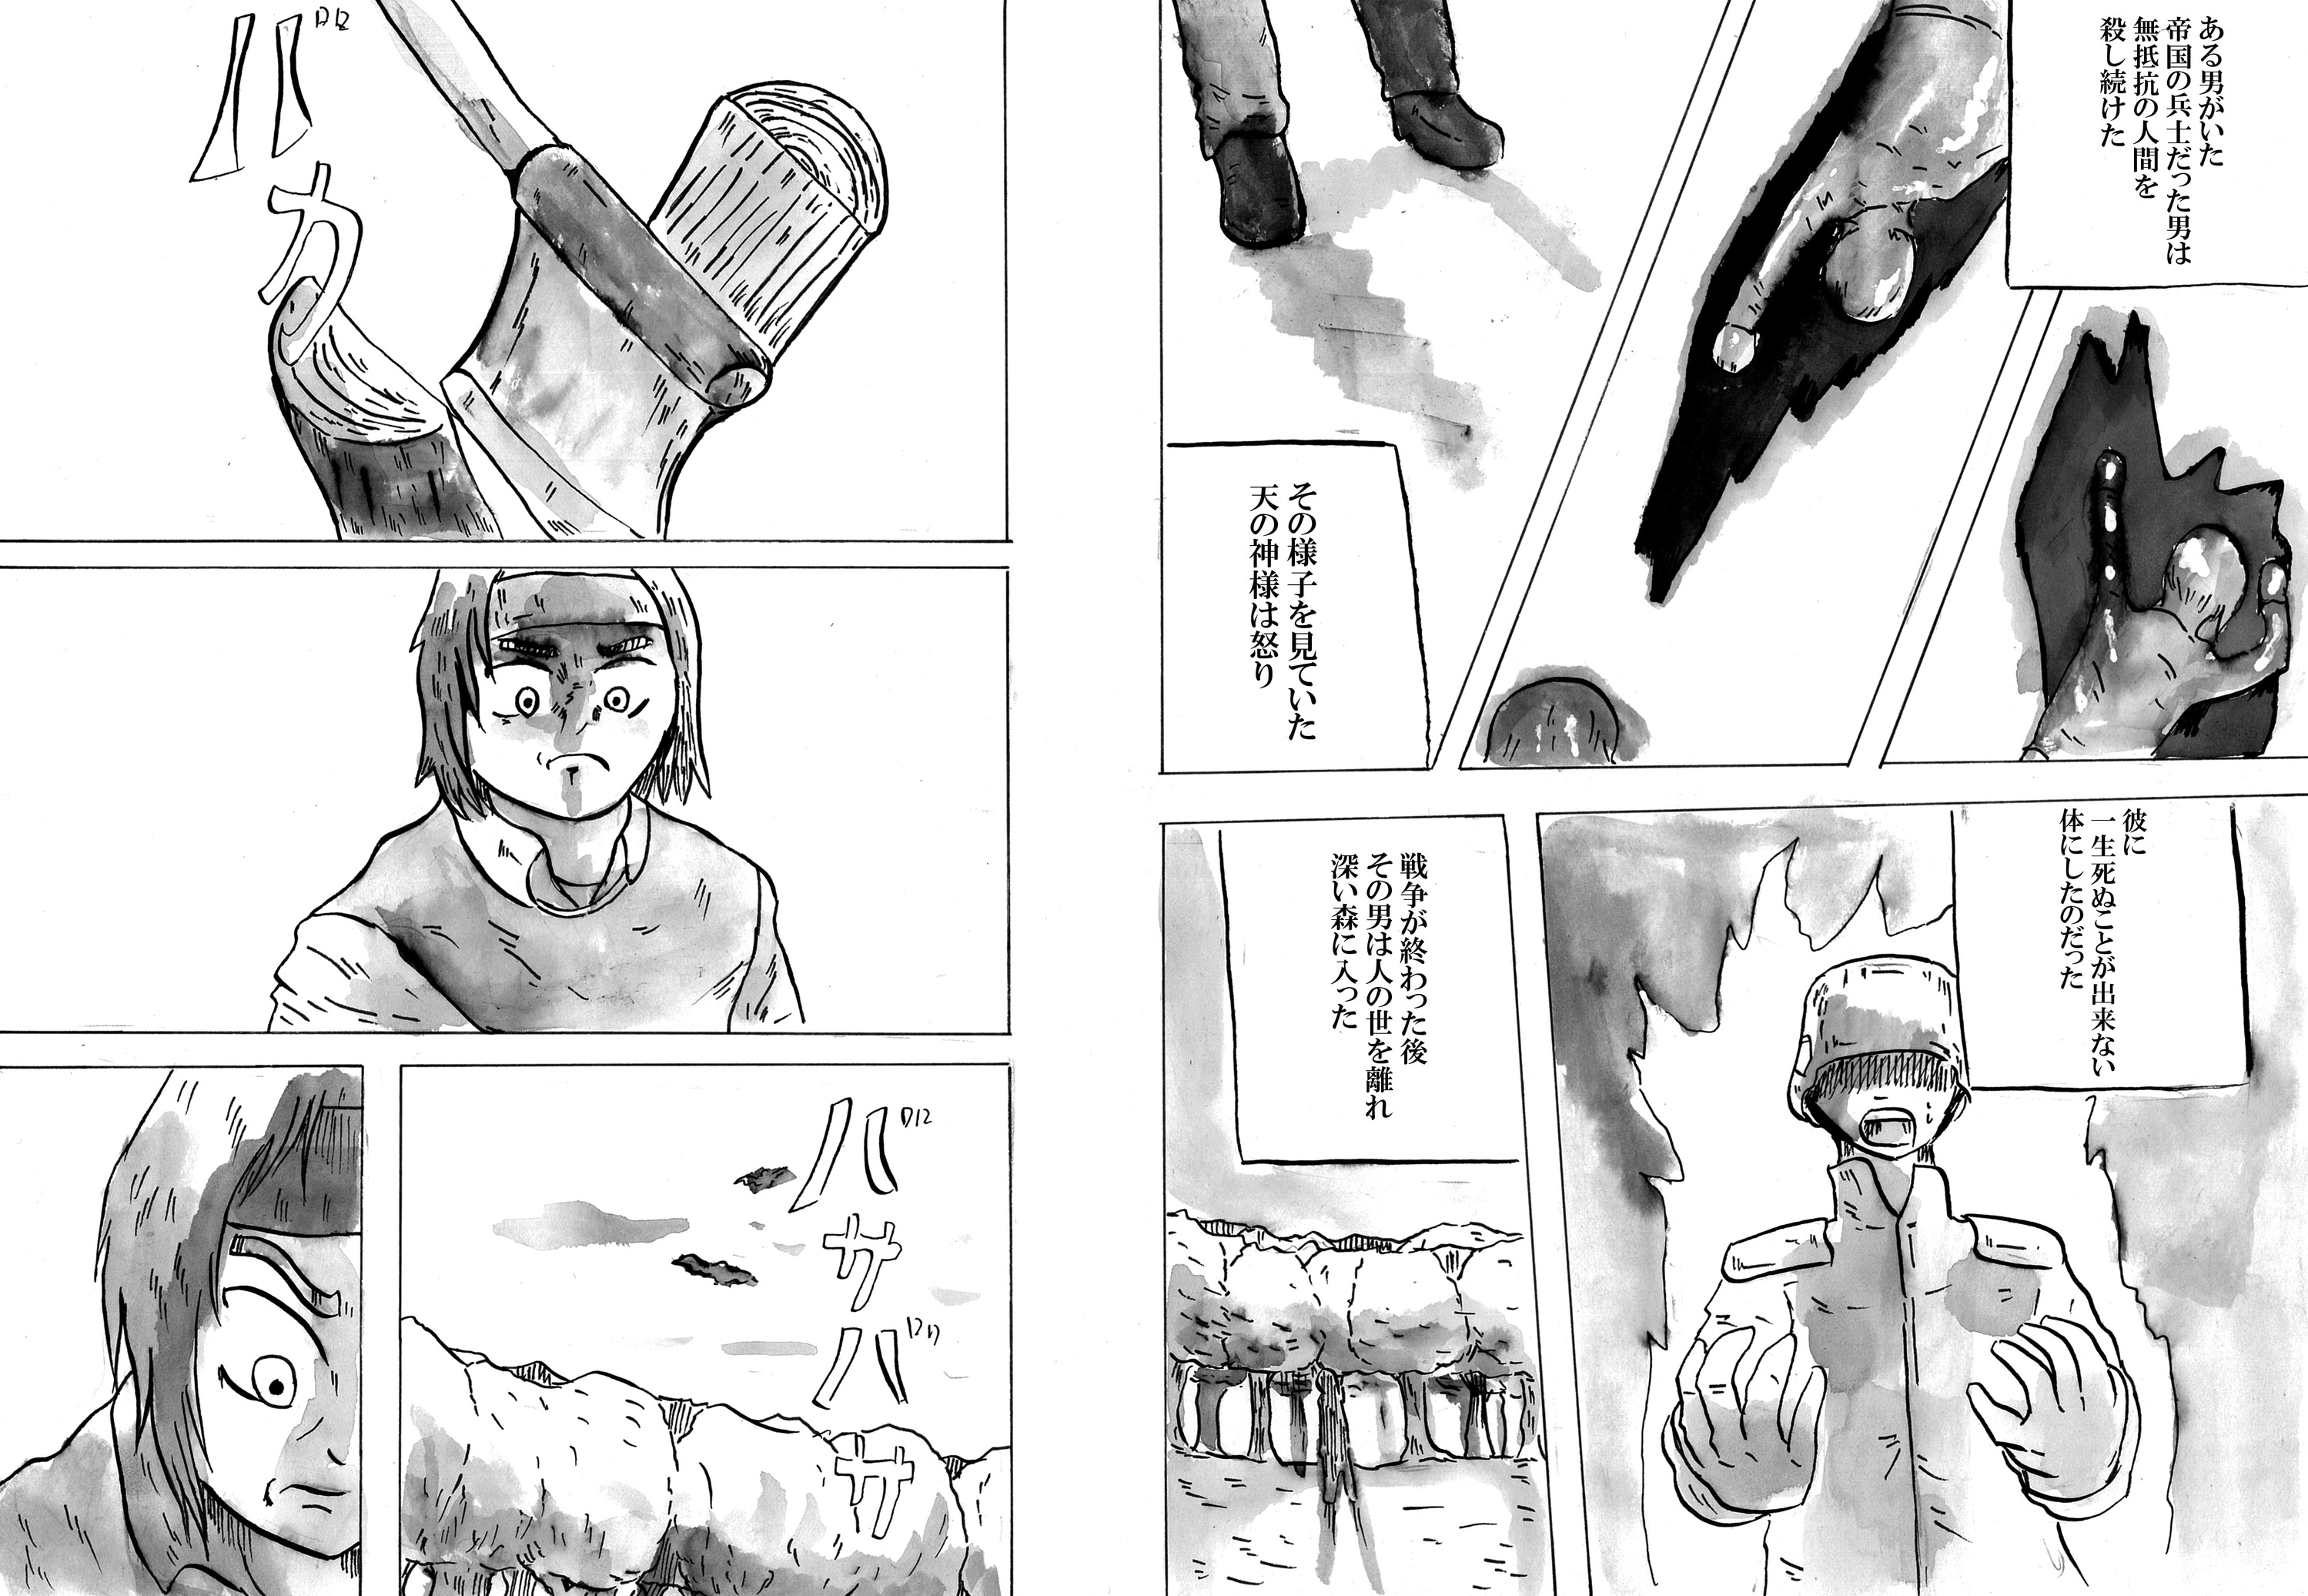 ある男がいた
帝国の兵士だった男は
無抵抗の人間を
殺し続けた
その様子を見ていた
天の神様は怒り
彼に
一生死ぬことが出来ない
体にしたのだった
戦争が終わった後
その男は人の世を離れ
深い森に入った
パカ
バサバサ